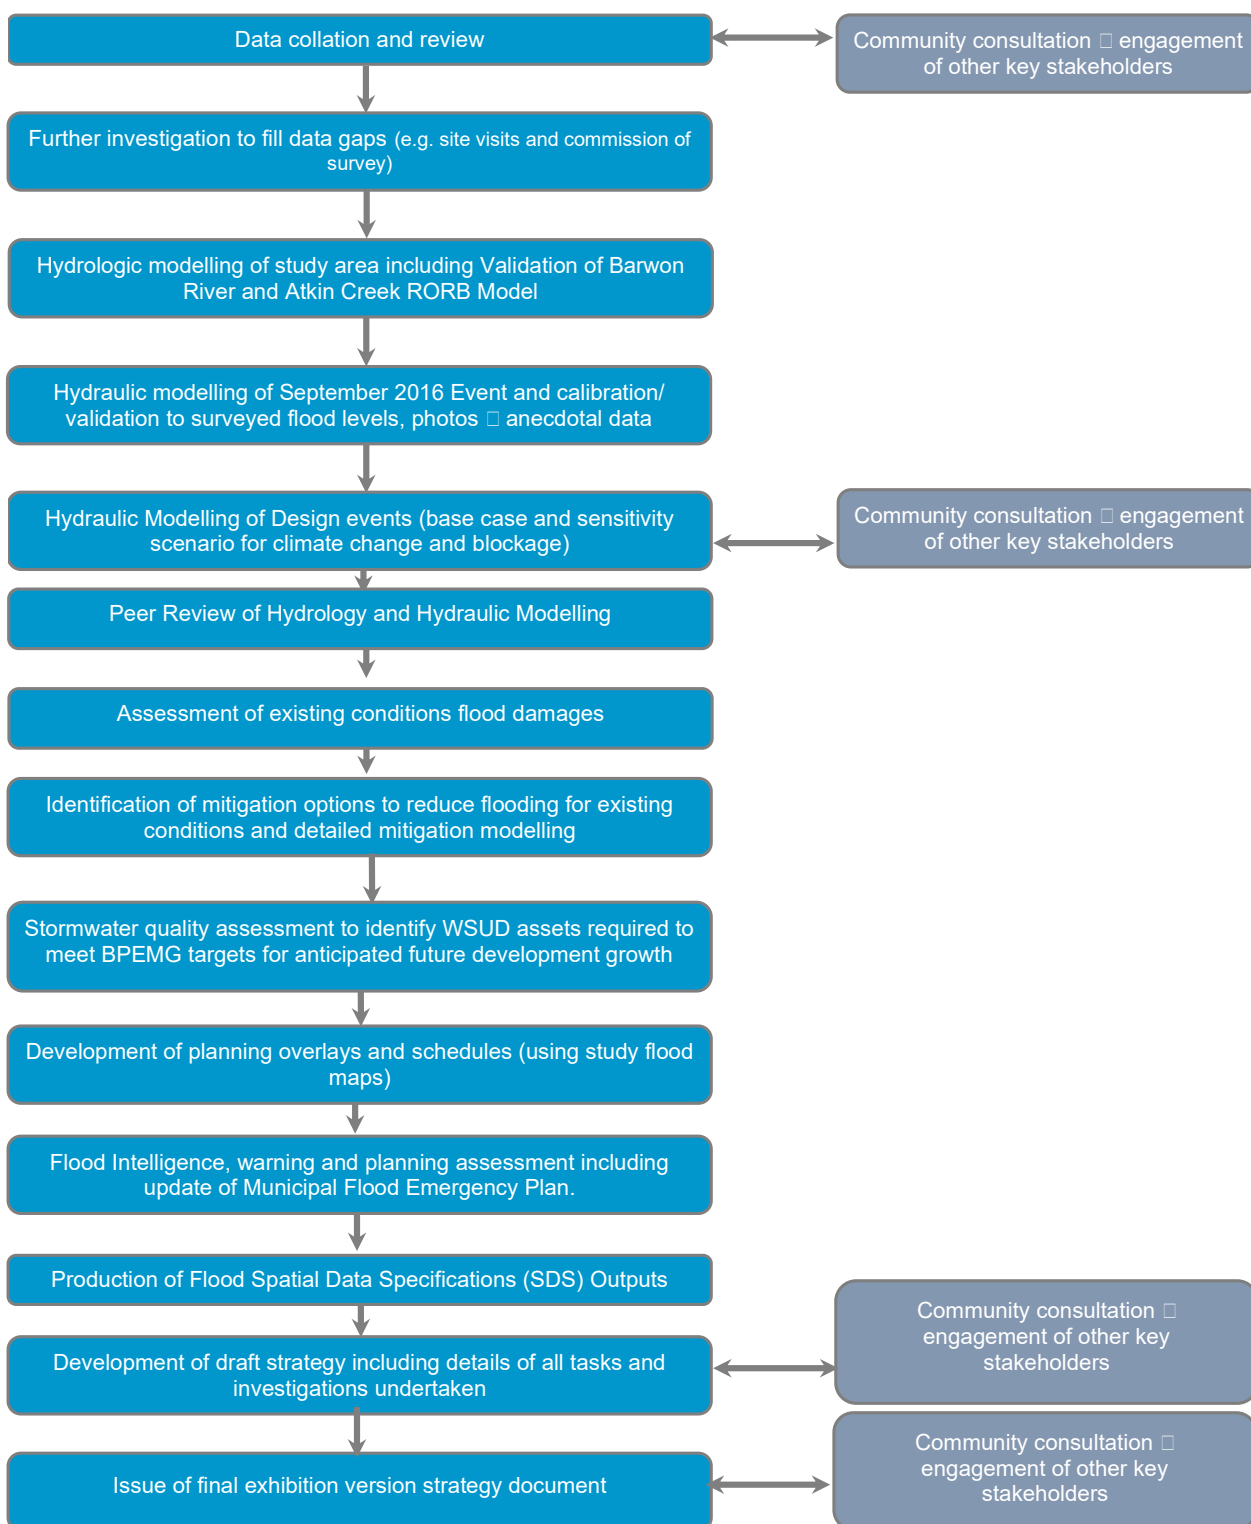 Data collation and review
Community consultation □ engagement
of other key stakeholders
Further investigation to fill data gaps (e.g. site visits and commission of
survey)
Hydrologic modelling of study area including Validation of Barwon
River and Atkin Creek RORB Model
Hydraulic modelling of September 2016 Event and calibration/
validation to surveyed flood levels, photos □ anecdotal data
Hydraulic Modelling of Design events (base case and sensitivity
scenario for climate change and blockage)
Community consultation □ engagement
of other key stakeholders
Peer Review of Hydrology and Hydraulic Modelling
Assessment of existing conditions flood damages
Identification of mitigation options to reduce flooding for existing
conditions and detailed mitigation modelling
Stormwater quality assessment to identify WSUD assets required to
meet BPEMG targets for anticipated future development growth
Development of planning overlays and schedules (using study flood
maps)
Flood Intelligence, warning and planning assessment including
update of Municipal Flood Emergency Plan.
Production of Flood Spatial Data Specifications (SDS) Outputs
Development of draft strategy including details of all tasks and
investigations undertaken
Community consultation □
engagement of other key
stakeholders
Issue of final exhibition version strategy document
Community consultation □
engagement of other key
stakeholders